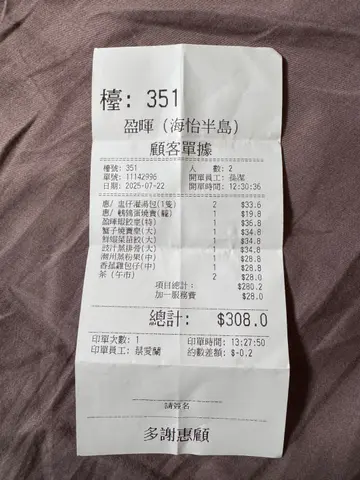 檯: 351
盈暉 (海怡半島)
顧客單據
檯號: 351 人 數: 2
單號: 11142996 開單員工: 張潔
日期: 2025-07-22 開單時間: 12:30:36
惠/ 盅仔灌湯包(1隻) 2 $33.6
惠/ 鵪鶉蛋燒賣(籠) 1 $19.8
盈暉蝦餃皇(特) 1 $36.8
蟹子燒賣皇(大) 1 $34.8
鮮蝦菜苗餃(大) 1 $34.8
豉汁蒸排骨(大) 1 $34.8
潮州蒸粉果(中) 1 $28.8
香菇雞包仔(中) 1 $28.8
茶 (午市) 2 $28.0
項目總計: $280.2
加一服務費 $28.0
總計: $308.0
印單次數: 1 印單時間: 13:27:50
印單員工: 蔡愛蘭 約數差額: $-0.2
請簽名
多謝惠顧